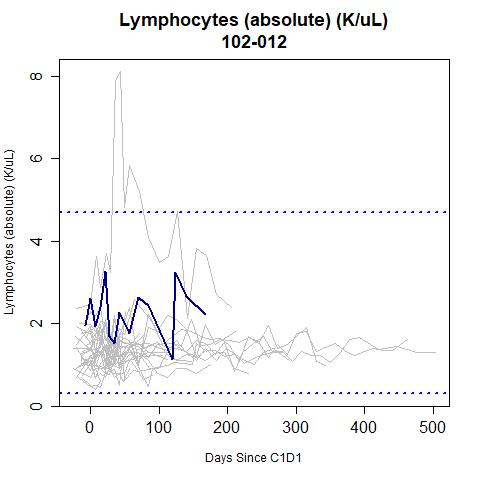 Lymphocytes (absolute) (K/uL)
102-012
Lymphocytes (absolute) (K/uL)
8
6
4
2
0
0 100 200 300 400 500
Days Since C1D1